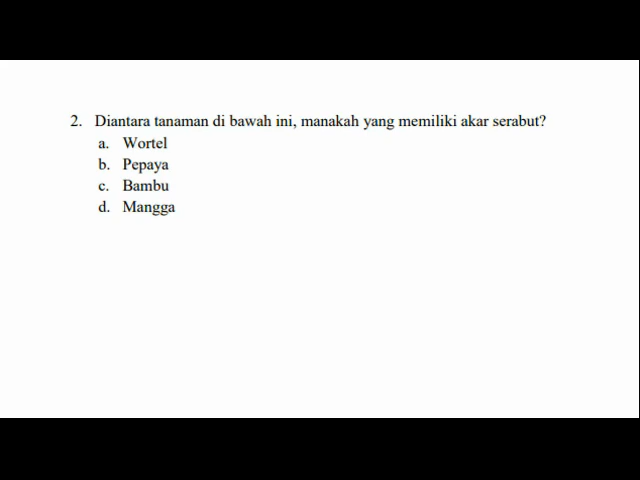 2. Diantara tanaman di bawah ini, manakah yang memiliki akar serabut?
a. Wortel
b. Pepaya
c. Bambu
d. Mangga